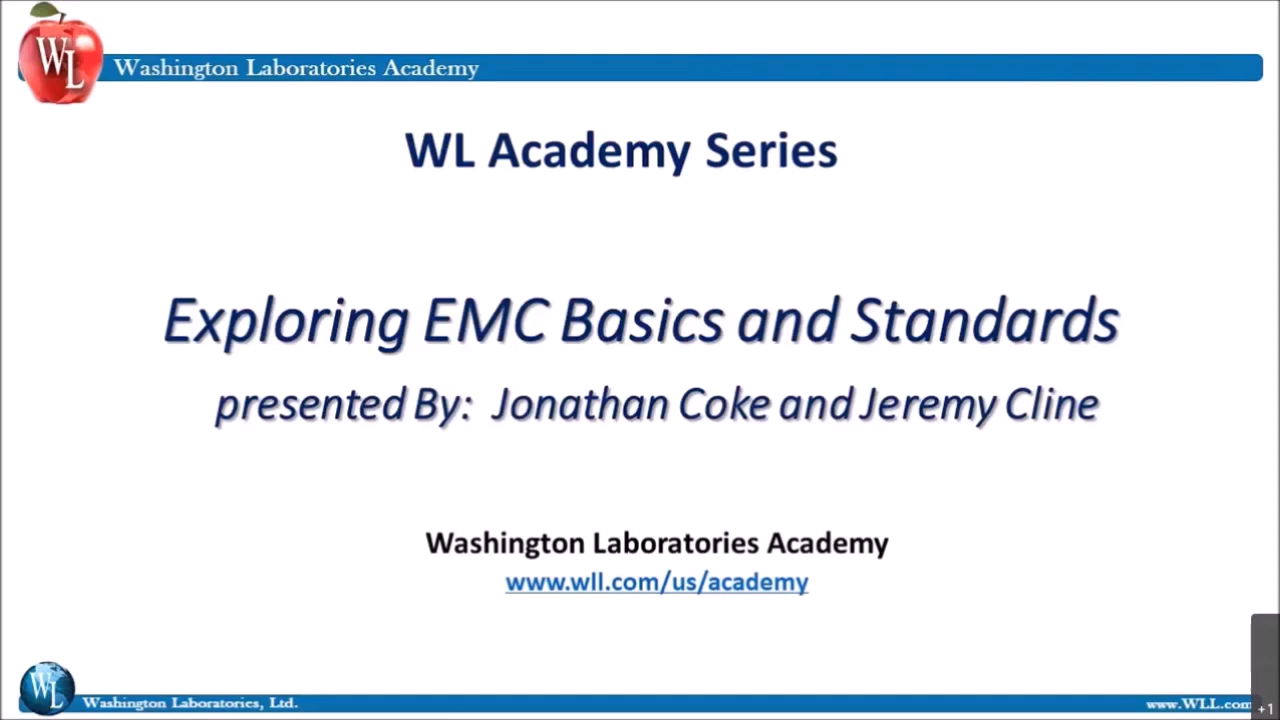 WL
Washington Laboratories Academy
WL Academy Series
Exploring EMC Basics and Standards
presented By: Jonathan Coke and Jeremy Cline
Washington Laboratories Academy
www.wll.com/us/academy
WL
Washington Laboratories, Ltd.
www.WLL.com
+1